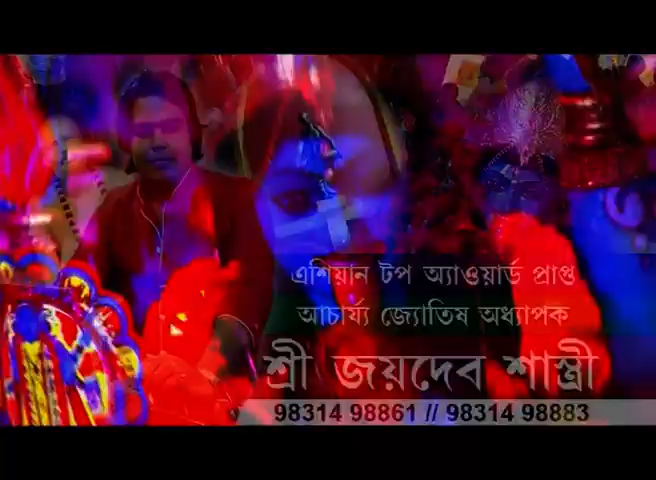 এশিয়ান টপ অ্যাওয়ার্ড প্রাপ্ত
আচার্য্য জ্যোতিষ অধ্যাপক
শ্রী জয়দেব শাস্ত্রী
98314 98861 // 98314 98883